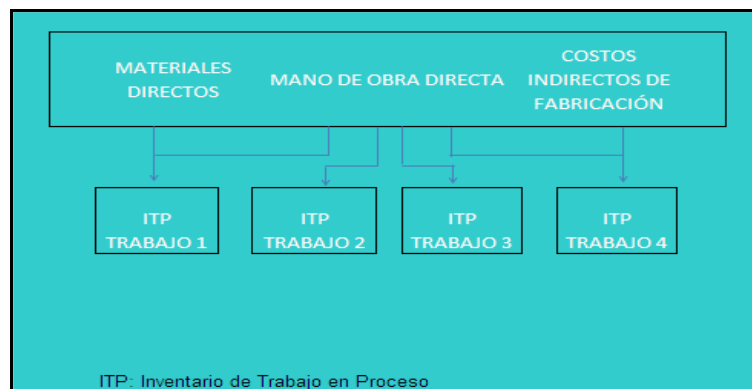 MATERIALES
DIRECTOS
MANO DE OBRA DIRECTA
COSTOS
INDIRECTOS DE
FABRICACIÓN
ITP
TRABAJO 1
ITP
TRABAJO 2
ITP
TRABAJO 3
ITP
TRABAJO 4
ITP: Inventario de Trabajo en Proceso